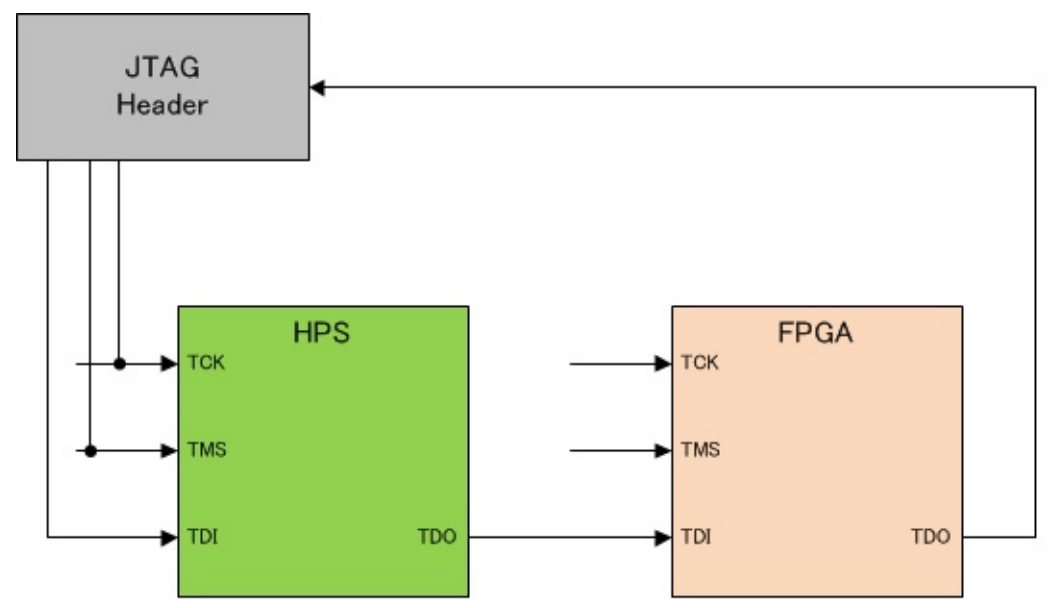 JTAG
Header
HPS
TCK
TMS
TDI
TDO
FPGA
TCK
TMS
TDI
TDO